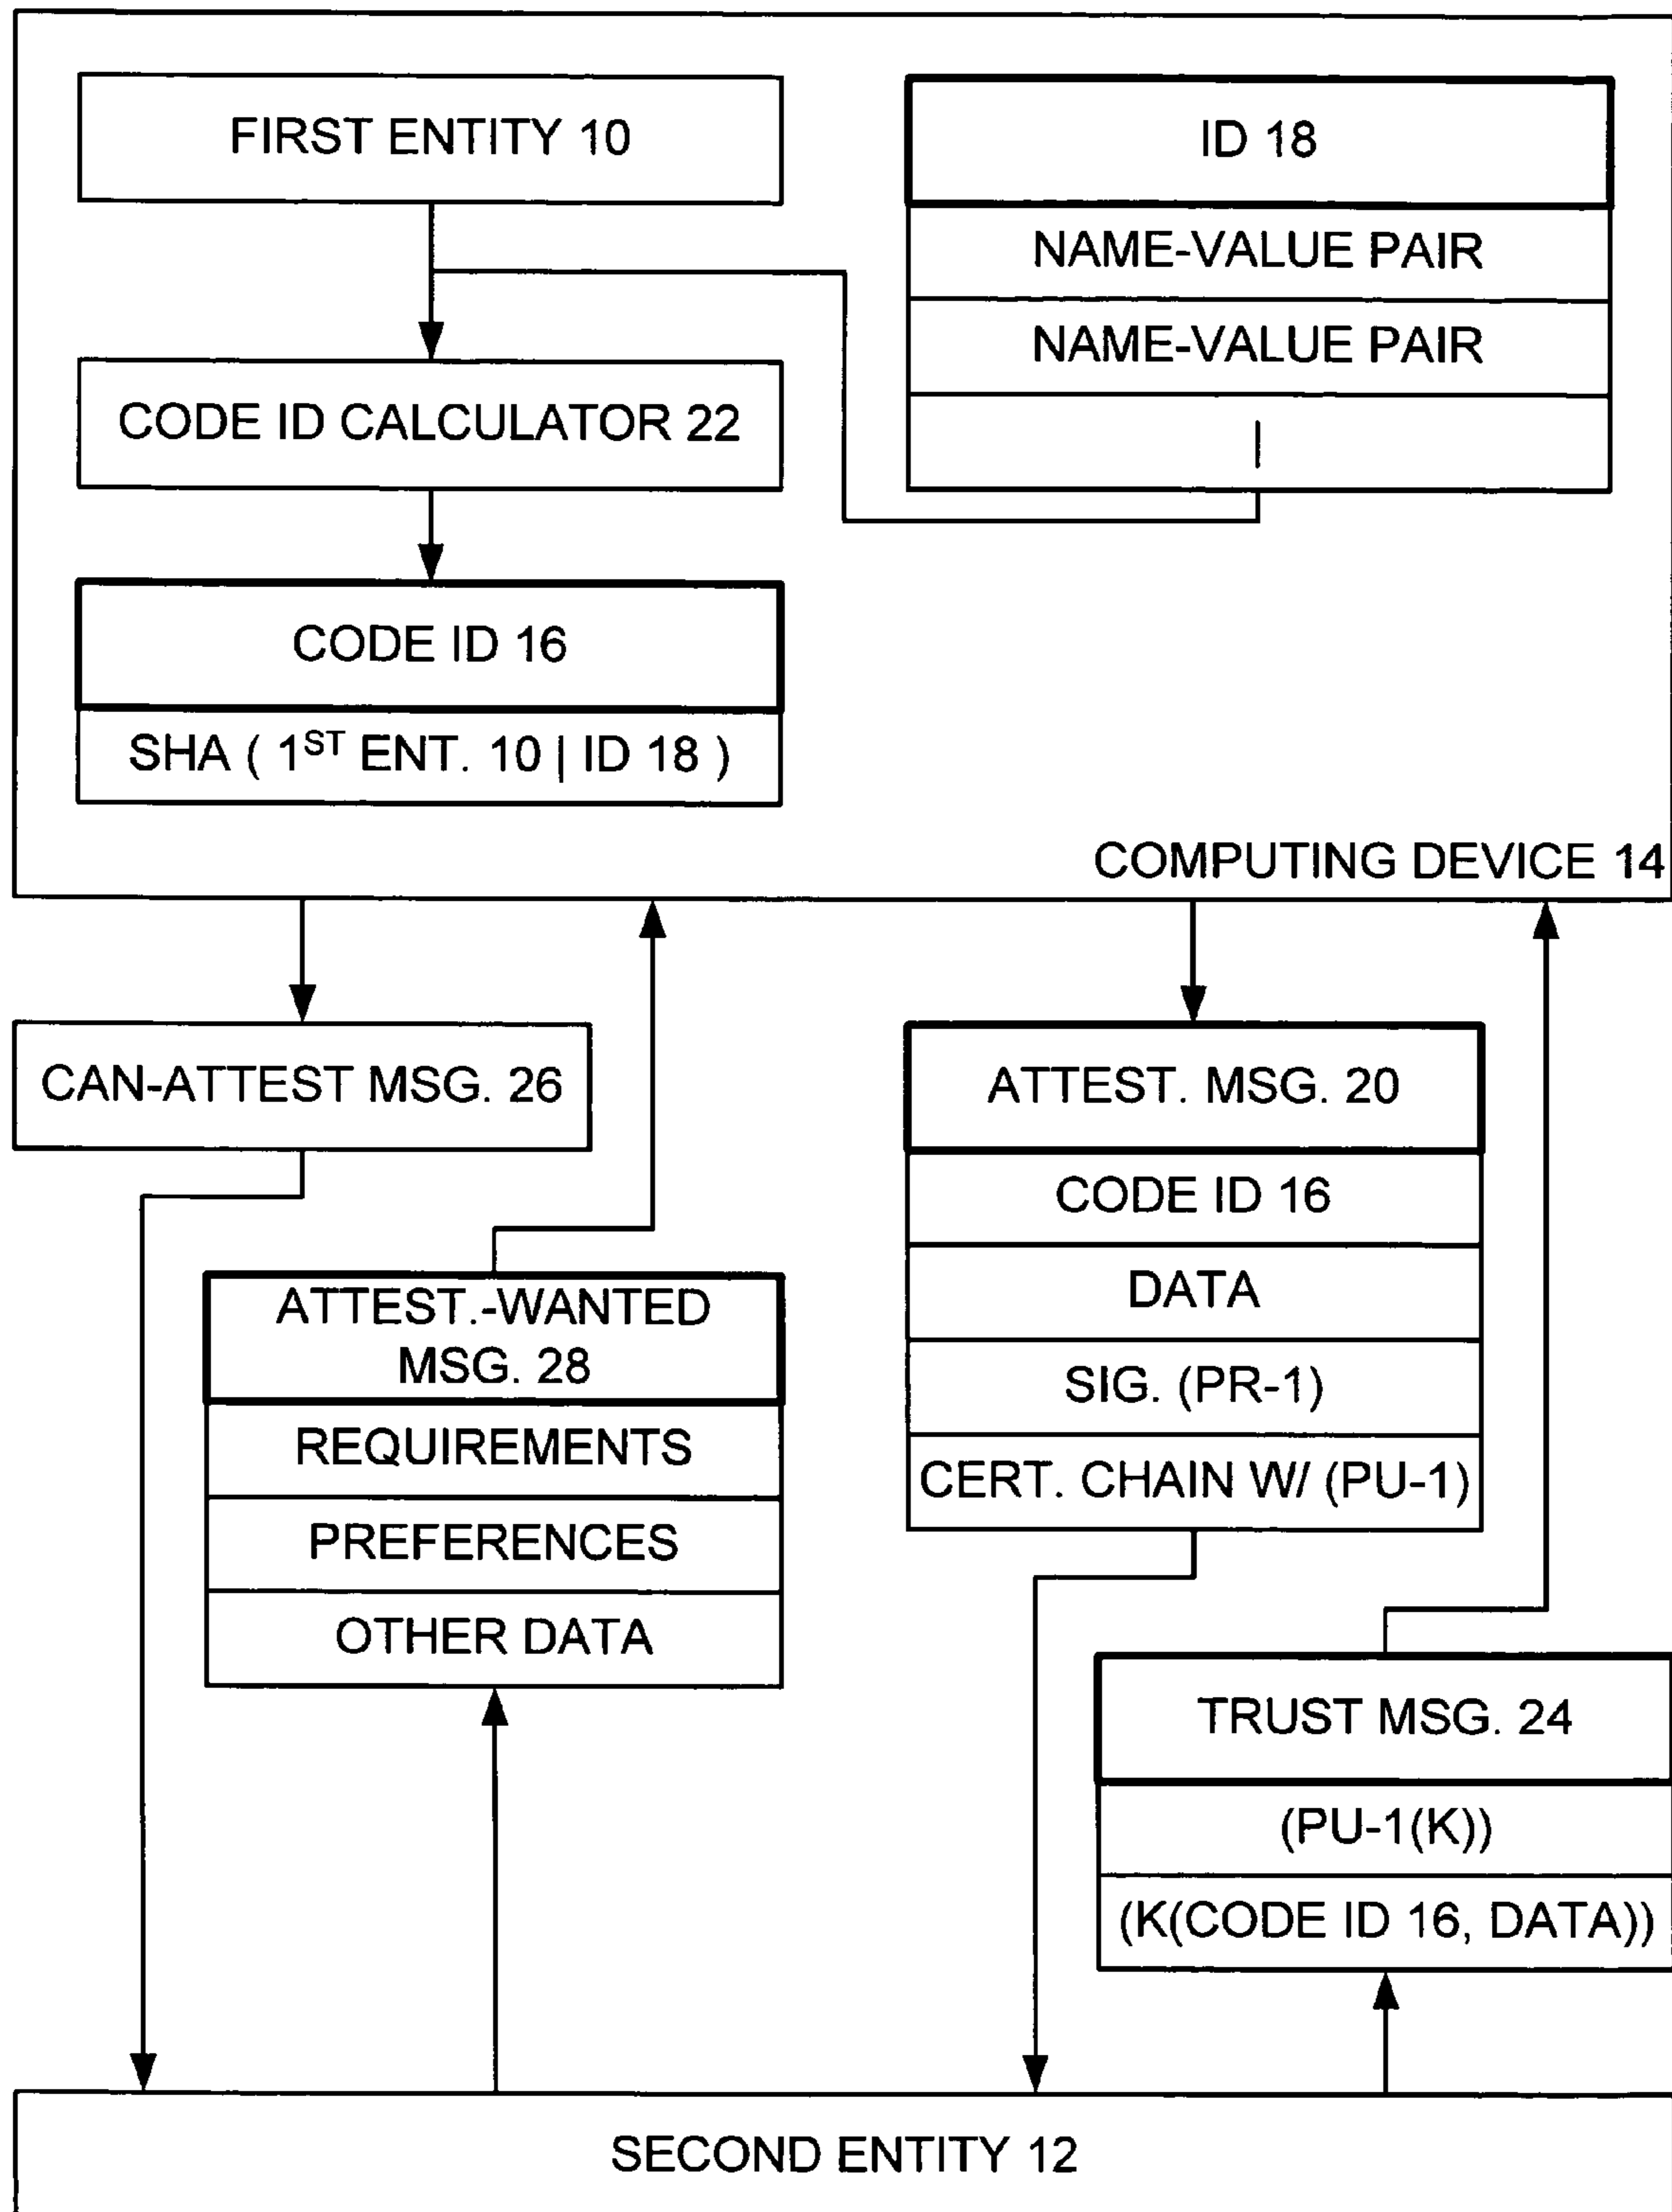 FIRST ENTITY 10
ID 18
NAME-VALUE PAIR
NAME-VALUE PAIR
|
CODE ID CALCULATOR 22
CODE ID 16
SHA ( 1ST ENT. 10 | ID 18 )
COMPUTING DEVICE 14
CAN-ATTEST MSG. 26
ATTEST.-WANTED
MSG. 28
REQUIREMENTS
PREFERENCES
OTHER DATA
ATTEST. MSG. 20
CODE ID 16
DATA
SIG. (PR-1)
CERT. CHAIN W/ (PU-1)
TRUST MSG. 24
(PU-1(K))
(K(CODE ID 16, DATA))
SECOND ENTITY 12